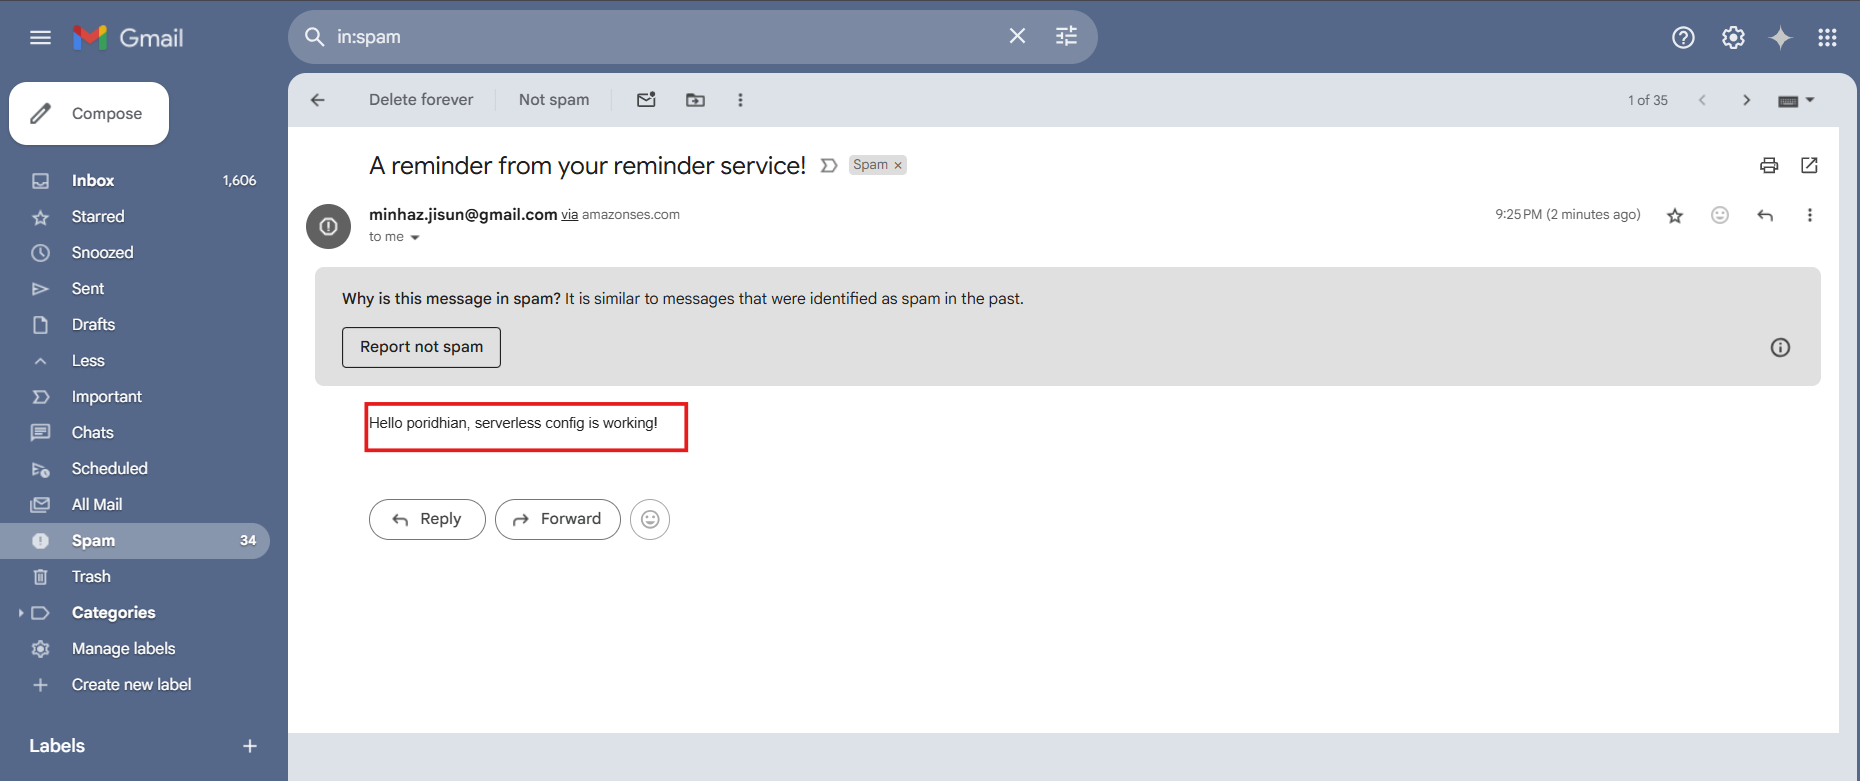 Gmail
in:spam
Compose
Inbox 1,606
Starred
Snoozed
Sent
Drafts
Less
Important
Chats
Scheduled
All Mail
Spam 34
Trash
Categories
Manage labels
Create new label
Labels
Delete forever Not spam 1 of 35
A reminder from your reminder service! Spam ×
minhaz.jisun@gmail.com via amazonses.com 9:25 PM (2 minutes ago)
to me
Why is this message in spam? It is similar to messages that were identified as spam in the past.
Report not spam
Hello poridhian, serverless config is working!
Reply Forward